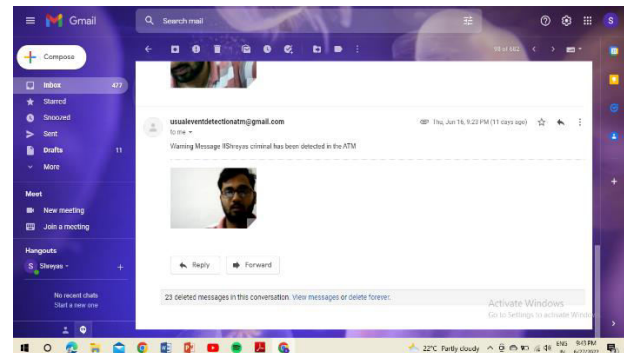 Gmail
Search mail
S
Compose
Inbox 477
Starred
Snoozed
Sent
Drafts 11
More
Meet
New meeting
Join a meeting
Hangouts
Shreyas
No recent chats
Start a new one
usualeventdetectionatm@gmail.com
Thu, Jun 16, 9:23 PM (11 days ago)
to me
Warning Message !!Shreyas criminal has been detected in the ATM
Reply
Forward
23 deleted messages in this conversation. View messages or delete forever.
Activate Windows
Go to Settings to activate Windows
22°C Partly cloudy
ENG
9:43 PM
6/27/2022